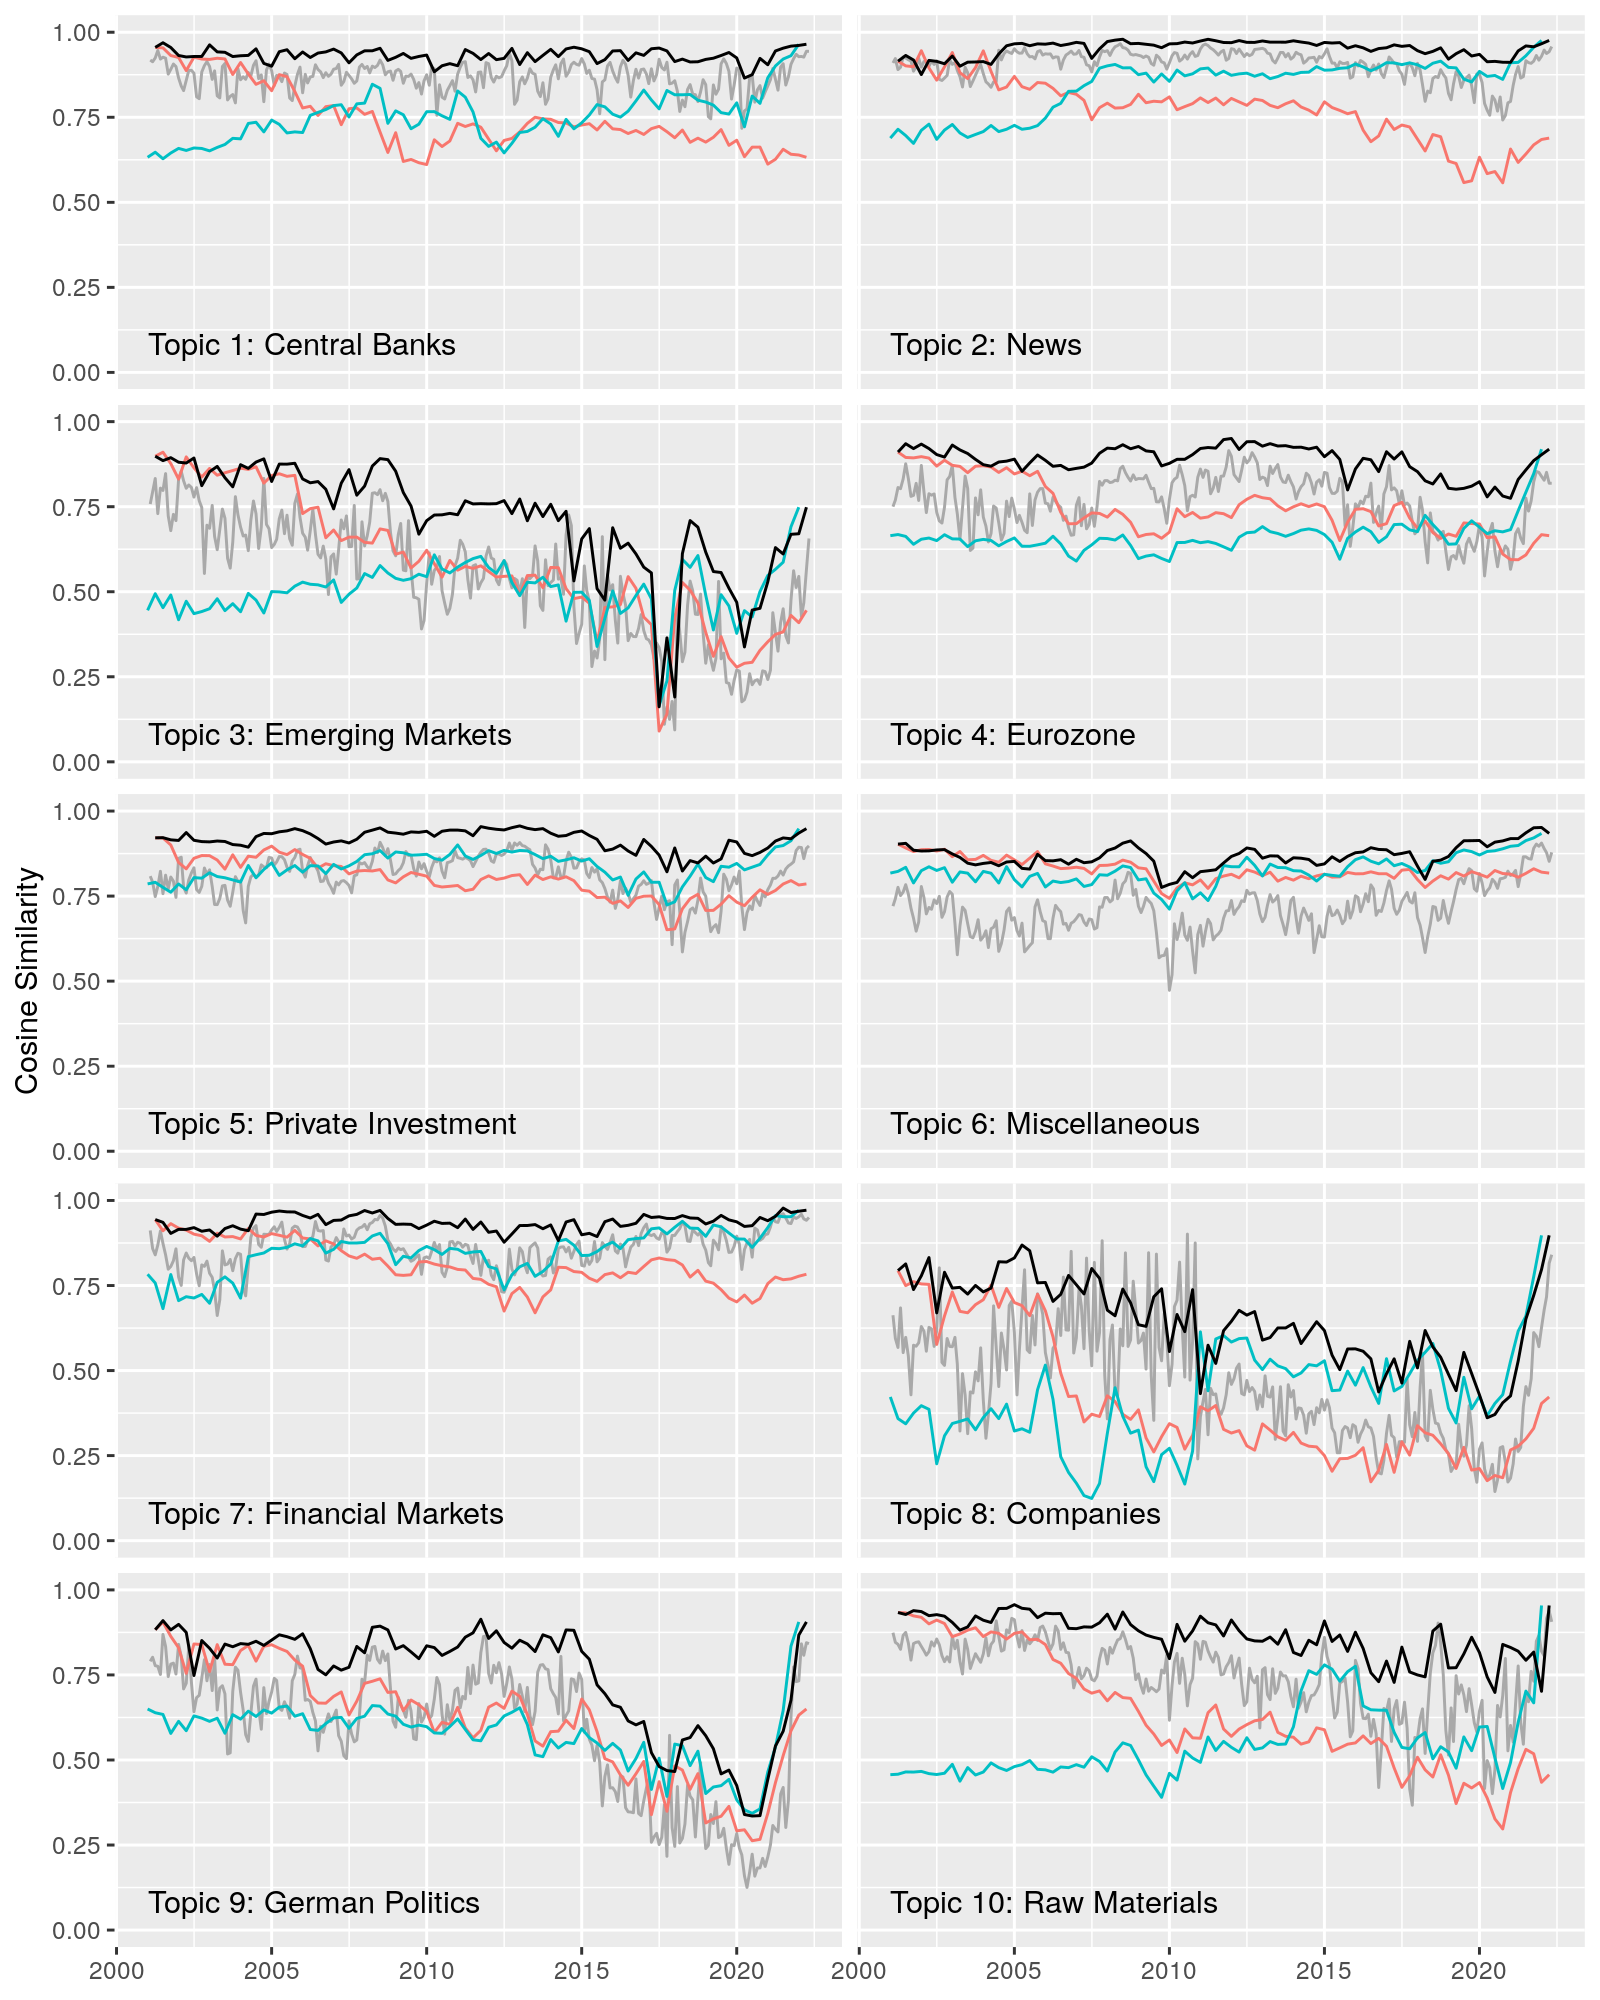 1.00
0.75
0.50
0.25
0.00
Topic 1: Central Banks
Topic 2: News
1.00
0.75
0.50
0.25
0.00
Topic 3: Emerging Markets
Topic 4: Eurozone
Cosine Similarity
1.00
0.75
0.50
0.25
0.00
Topic 5: Private Investment
Topic 6: Miscellaneous
1.00
0.75
0.50
0.25
0.00
Topic 7: Financial Markets
Topic 8: Companies
1.00
0.75
0.50
0.25
0.00
Topic 9: German Politics
Topic 10: Raw Materials
2000 2005 2010 2015 2020 2000 2005 2010 2015 2020